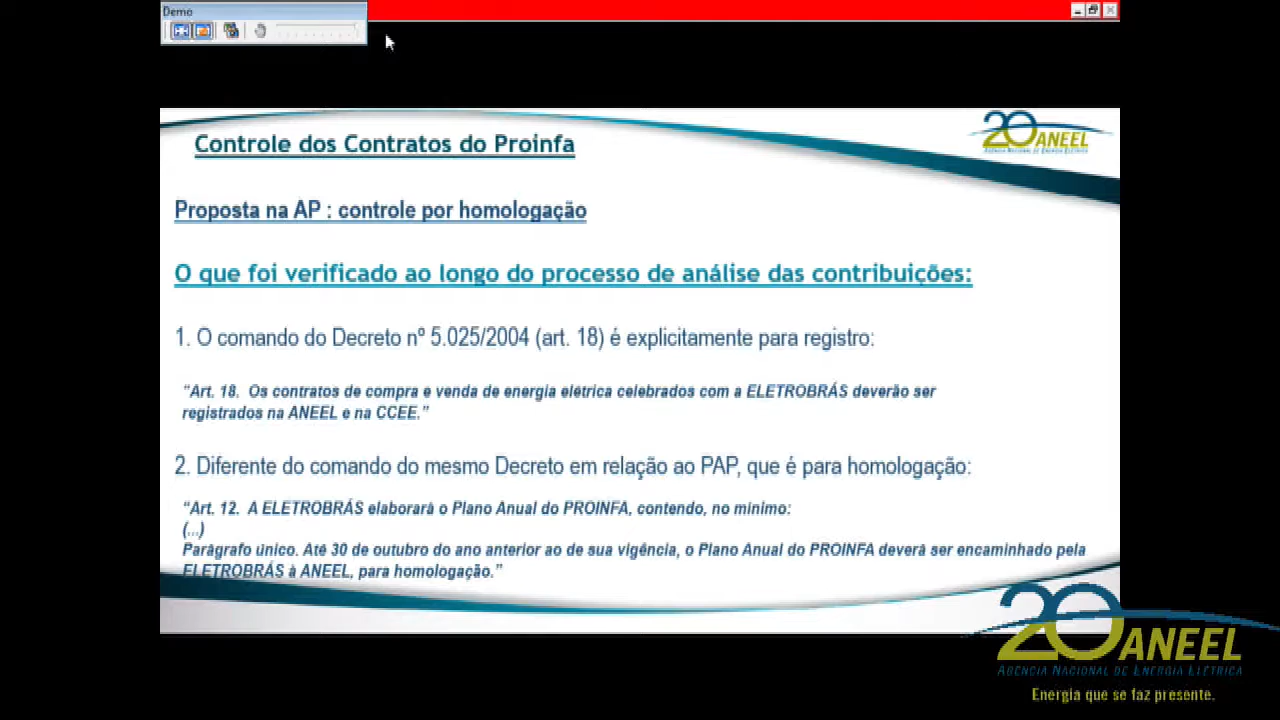 Demo
Controle dos Contratos do Proinfa
20 ANEEL
AGÊNCIA NACIONAL DE ENERGIA ELÉTRICA
Proposta na AP : controle por homologação
O que foi verificado ao longo do processo de análise das contribuições:
1. O comando do Decreto nº 5.025/2004 (art. 18) é explicitamente para registro:
“Art. 18.  Os contratos de compra e venda de energia elétrica celebrados com a ELETROBRÁS deverão ser
registrados na ANEEL e na CCEE.”
2. Diferente do comando do mesmo Decreto em relação ao PAP, que é para homologação:
“Art. 12.  A ELETROBRÁS elaborará o Plano Anual do PROINFA, contendo, no mínimo:
(...)
Parágrafo único. Até 30 de outubro do ano anterior ao de sua vigência, o Plano Anual do PROINFA deverá ser encaminhado pela
ELETROBRÁS à ANEEL, para homologação.”
20 ANEEL
AGÊNCIA NACIONAL DE ENERGIA ELÉTRICA
Energia que se faz presente.